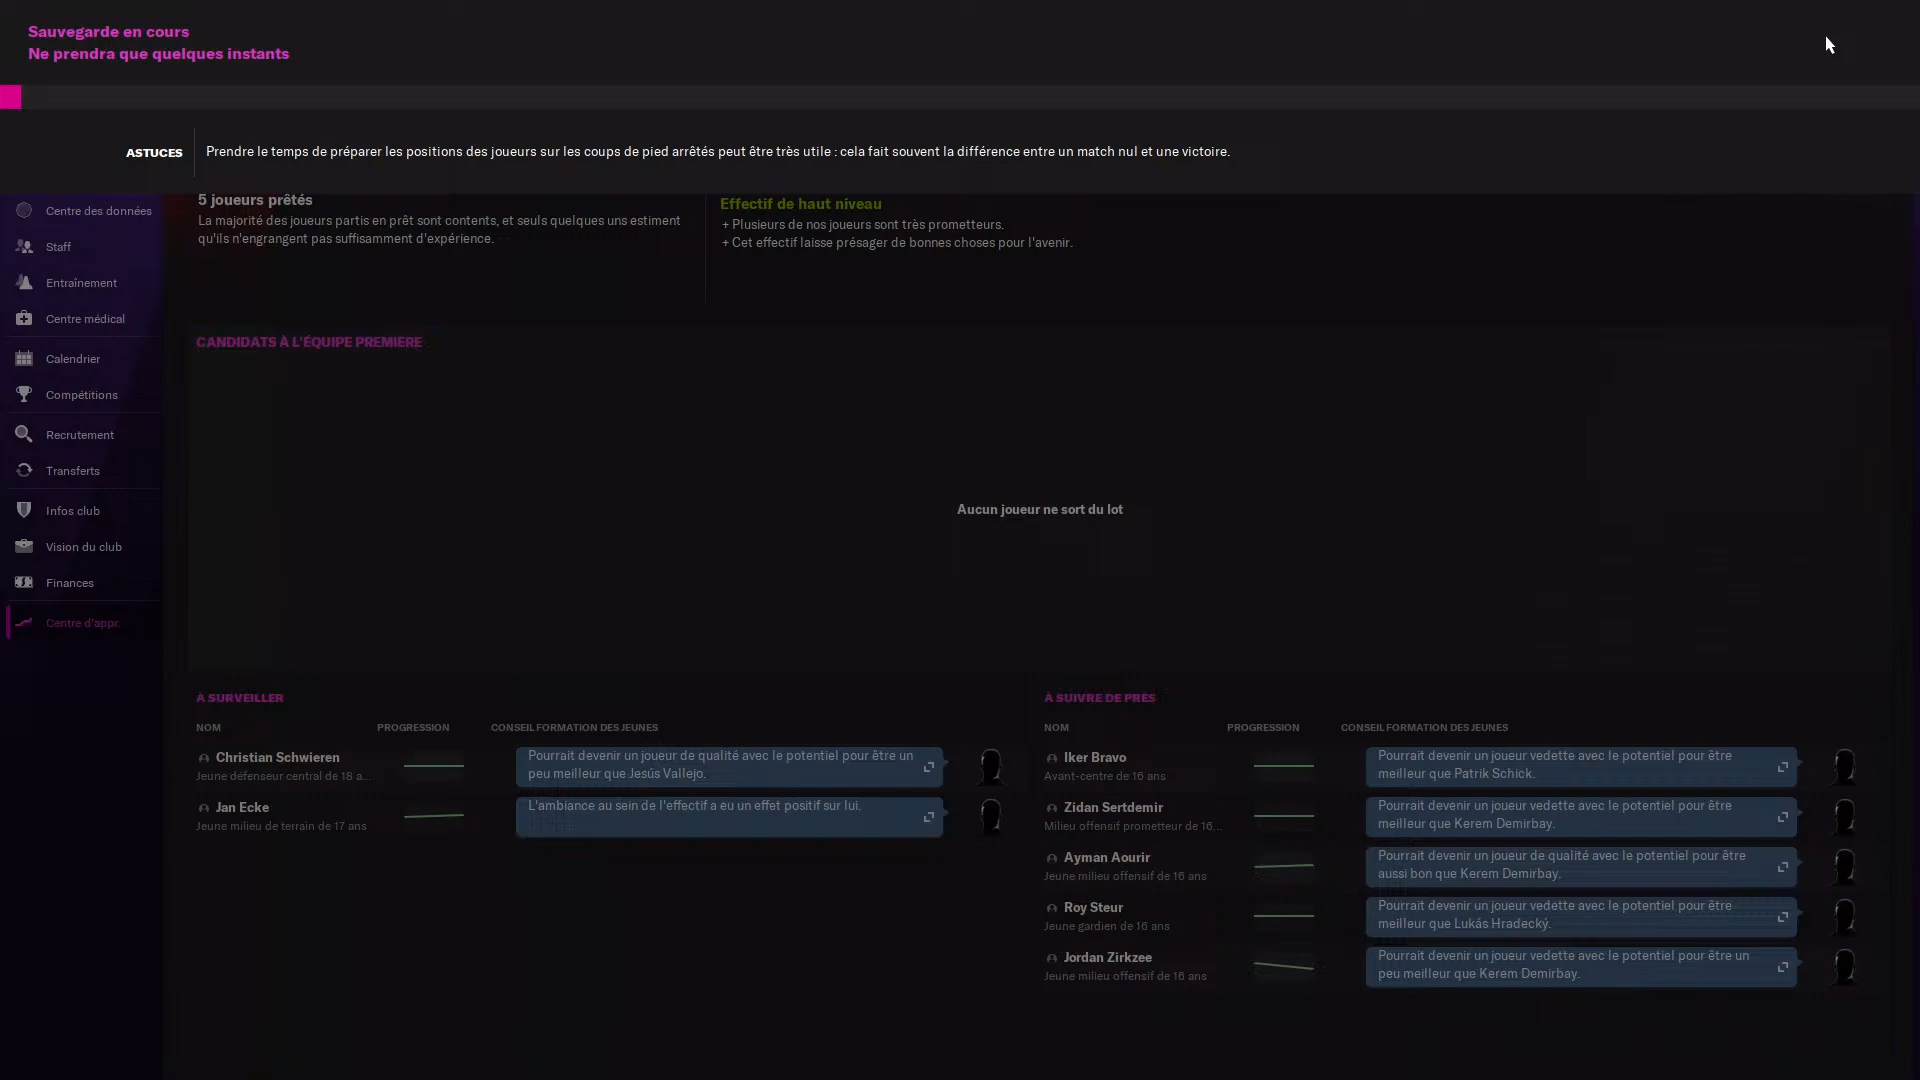 Sauvegarde en cours
Ne prendra que quelques instants
ASTUCES
Prendre le temps de préparer les positions des joueurs sur les coups de pied arrêtés peut être très utile : cela fait souvent la différence entre un match nul et une victoire.
Centre des données
Staff
Entraînement
Centre médical
Calendrier
Compétitions
Recrutement
Transferts
Infos club
Vision du club
Finances
Centre d'appr.
5 joueurs prêtés
La majorité des joueurs partis en prêt sont contents, et seuls quelques uns estiment
qu'ils n'engrangent pas suffisamment d'expérience.
Effectif de haut niveau
+ Plusieurs de nos joueurs sont très prometteurs.
+ Cet effectif laisse présager de bonnes choses pour l'avenir.
CANDIDATS À L'ÉQUIPE PREMIERE
Aucun joueur ne sort du lot
À SURVEILLER
NOM PROGRESSION CONSEIL FORMATION DES JEUNES
Christian Schwieren
Jeune défenseur central de 18 a...
Pourrait devenir un joueur de qualité avec le potentiel pour être un
peu meilleur que Jesús Vallejo.
Jan Ecke
Jeune milieu de terrain de 17 ans
L'ambiance au sein de l'effectif a eu un effet positif sur lui.
À SUIVRE DE PRÈS
NOM PROGRESSION CONSEIL FORMATION DES JEUNES
Iker Bravo
Avant-centre de 16 ans
Pourrait devenir un joueur vedette avec le potentiel pour être
meilleur que Patrik Schick.
Zidan Sertdemir
Milieu offensif prometteur de 16...
Pourrait devenir un joueur vedette avec le potentiel pour être
meilleur que Kerem Demirbay.
Ayman Aourir
Jeune milieu offensif de 16 ans
Pourrait devenir un joueur de qualité avec le potentiel pour être
aussi bon que Kerem Demirbay.
Roy Steur
Jeune gardien de 16 ans
Pourrait devenir un joueur vedette avec le potentiel pour être
meilleur que Lukás Hradecký.
Jordan Zirkzee
Jeune milieu offensif de 16 ans
Pourrait devenir un joueur vedette avec le potentiel pour être un
peu meilleur que Kerem Demirbay.